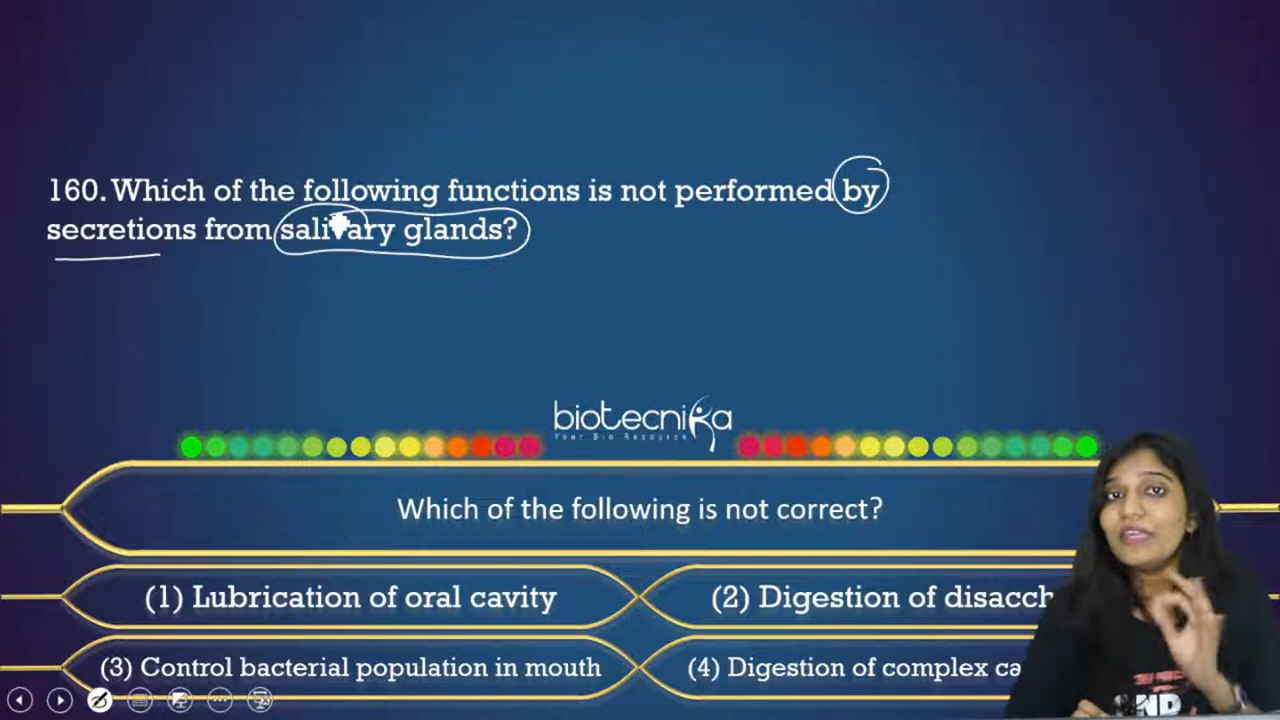 160. Which of the following functions is not performed by
secretions from salivary glands?
biotecnika
Your Bio Resource
Which of the following is not correct?
(1) Lubrication of oral cavity
(2) Digestion of
(3) Control bacterial population in mouth
(4) Digestion of complex